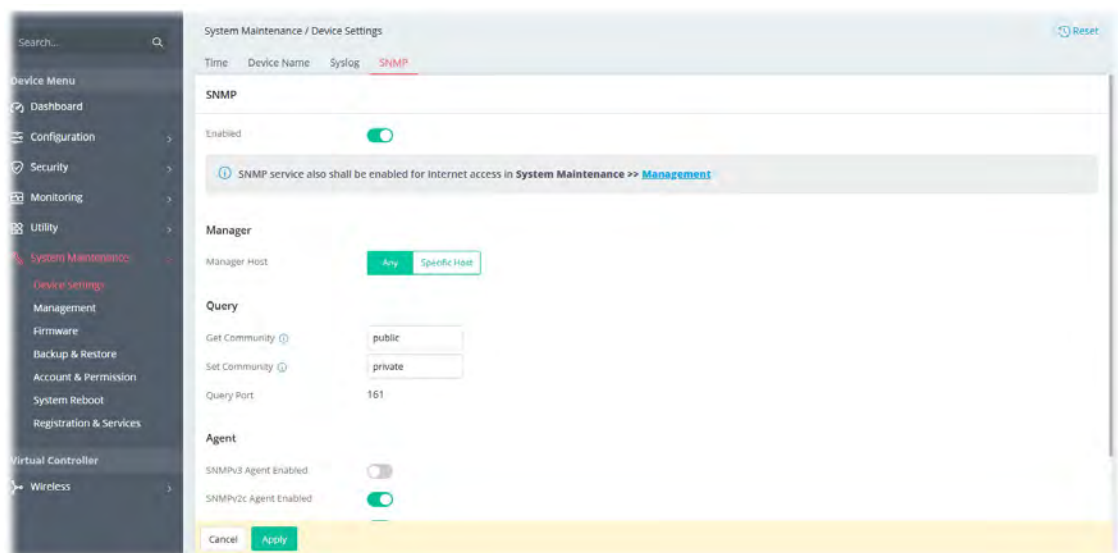 Search...
Device Menu
Dashboard
Configuration
Security
Monitoring
Utility
System Maintenance
Device Settings
Management
Firmware
Backup & Restore
Account & Permission
System Reboot
Registration & Services
Virtual Controller
Wireless
System Maintenance / Device Settings
Reset
Time Device Name Syslog SNMP
SNMP
Enabled
SNMP service also shall be enabled for Internet access in System Maintenance >> Management
Manager
Manager Host Any Specific Host
Query
Get Community public
Set Community private
Query Port 161
Agent
SNMPv3 Agent Enabled
SNMPv2c Agent Enabled
Cancel Apply